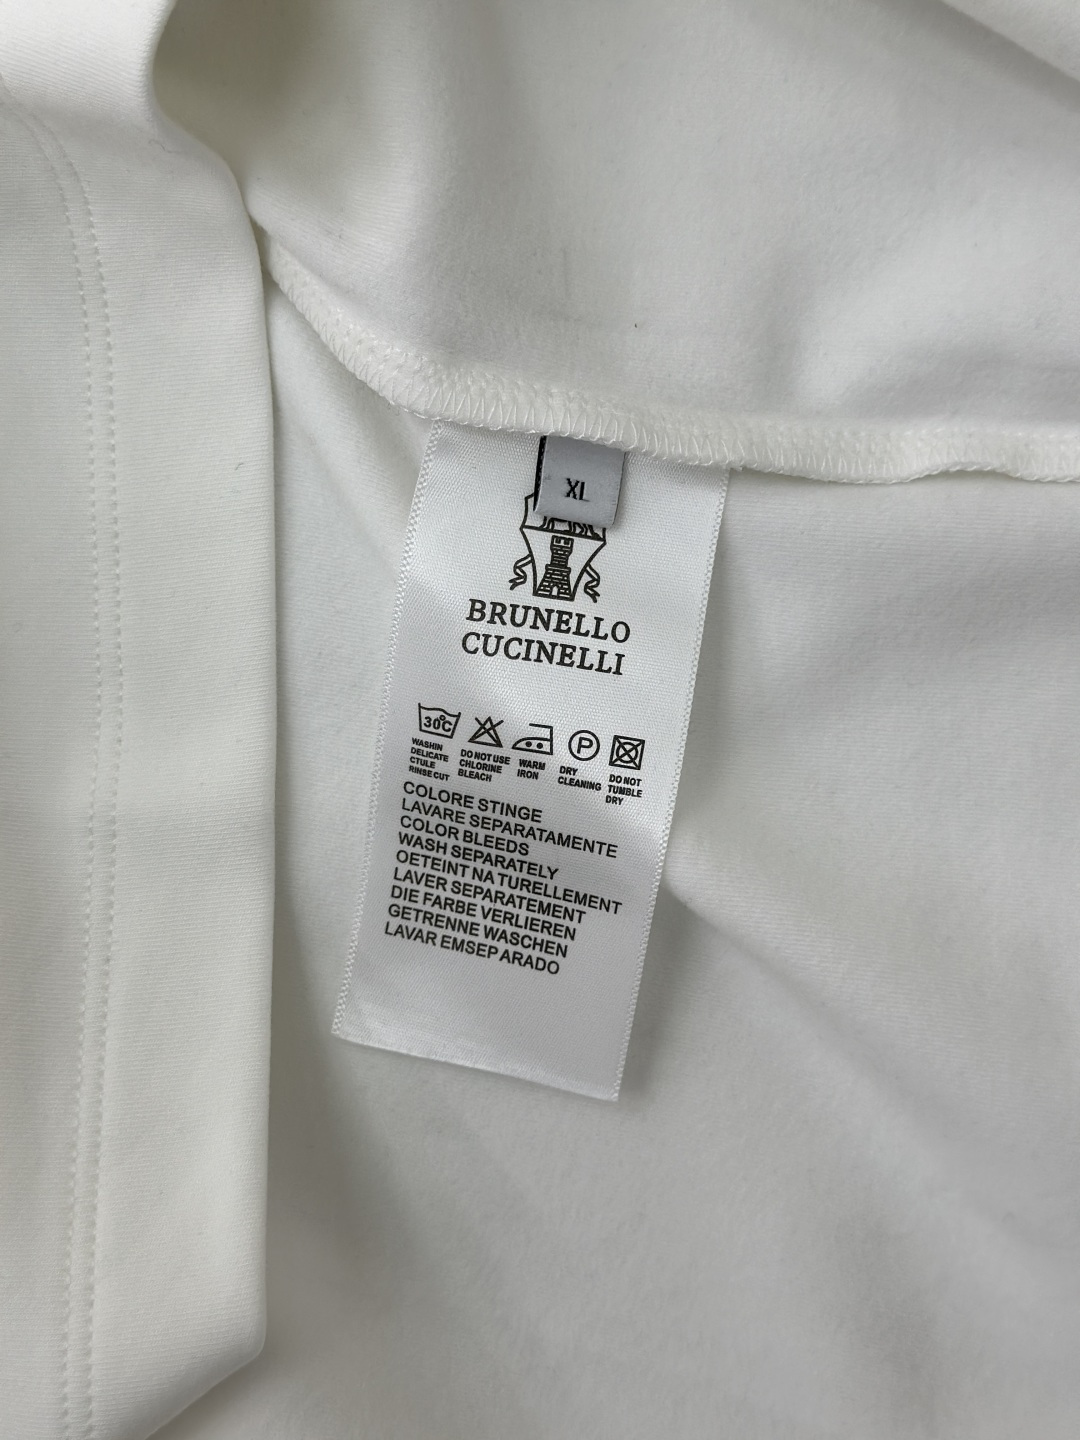 XL
BRUNELLO
CUCINELLI
30°C
WASHIN
DELICATE
CTULE
RINSE CUT
DO NOT USE
CHLORINE
BLEACH
WARM
IRON
P
DRY
CLEANING
DO NOT
TUMBLE
DRY
COLORE STINGE
LAVARE SEPARATAMENTE
COLOR BLEEDS
WASH SEPARATELY
OETEINT NA TURELLEMENT
LAVER SEPARATEMENT
DIE FARBE VERLIEREN
GETRENNE WASCHEN
LAVAR EMSEP ARADO